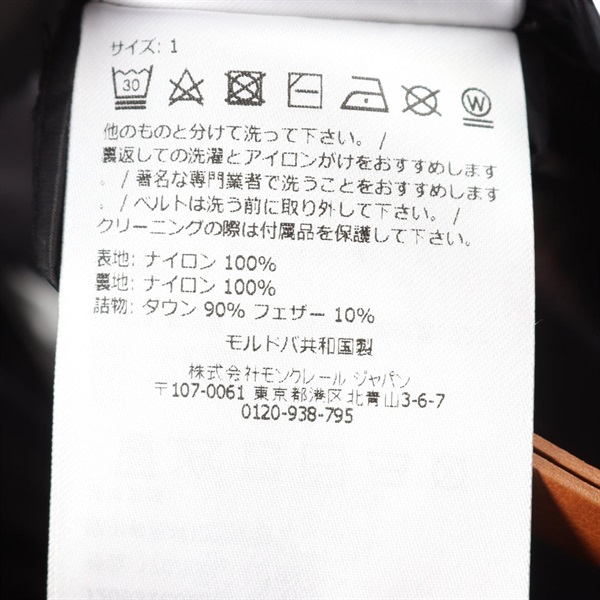 サイズ: 1
30
W
他のものと分けて洗って下さい。/
裏返しての洗濯とアイロンがけをおすすめします
。/ 著名な専門業者で洗うことをおすすめします
。/ ベルトは洗う前に取り外して下さい。/
クリーニングの際は付属品を保護して下さい。
表地: ナイロン 100%
裏地: ナイロン 100%
詰物: タウン 90% フェザー 10%
モルドバ共和国製
株式会社モンクレール ジャパン
〒107-0061 東京都港区北青山3-6-7
0120-938-795